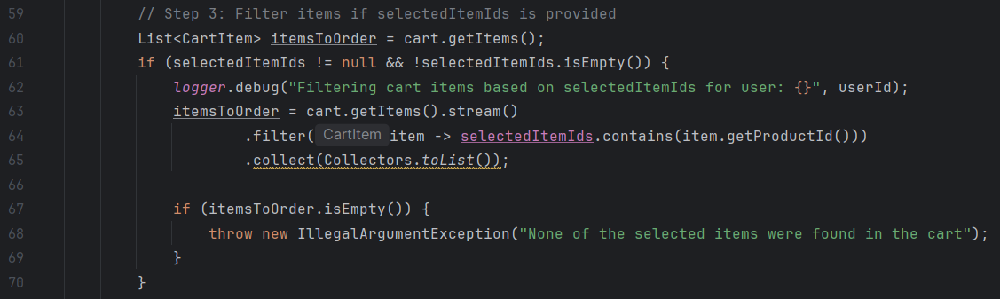 59 // Step 3: Filter items if selectedItemIds is provided
60 List<CartItem> itemsToOrder = cart.getItems();
61 if (selectedItemIds != null && !selectedItemIds.isEmpty()) {
62 logger.debug("Filtering cart items based on selectedItemIds for user: {}", userId);
63 itemsToOrder = cart.getItems().stream()
64 .filter( CartItem item -> selectedItemIds.contains(item.getProductId()))
65 .collect(Collectors.toList());
66
67 if (itemsToOrder.isEmpty()) {
68 throw new IllegalArgumentException("None of the selected items were found in the cart");
69 }
70 }